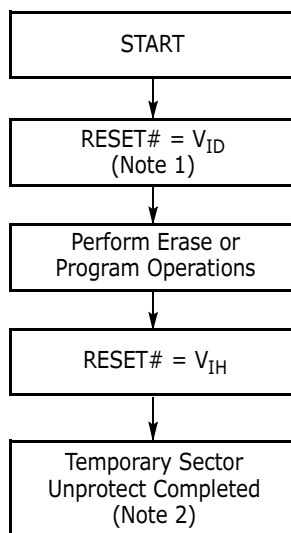 START
RESET# = VID
(Note 1)
Perform Erase or
Program Operations
RESET# = VIH
Temporary Sector
Unprotect Completed
(Note 2)